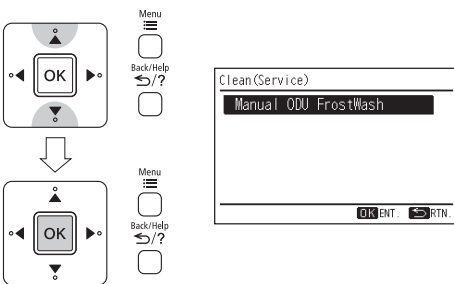 Menu
OK
Back/Help
/?
Menu
OK
Back/Help
/?
Clean(Service)
Manual ODU FrostWash
OK ENT. RTN.